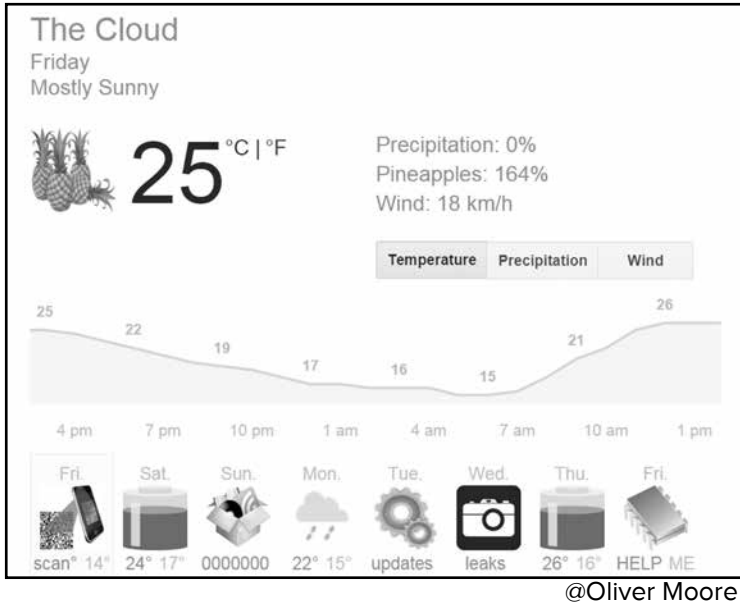 The Cloud
Friday
Mostly Sunny
25 °C | °F
Precipitation: 0%
Pineapples: 164%
Wind: 18 km/h
Temperature Precipitation Wind
25 22 19 17 16 15 21 26
4 pm 7 pm 10 pm 1 am 4 am 7 am 10 am 1 pm
Fri. Sat. Sun. Mon. Tue. Wed. Thu. Fri.
scan° 14° 24° 17° 0000000 22° 15° updates leaks 26° 16° HELP ME
@Oliver Moore